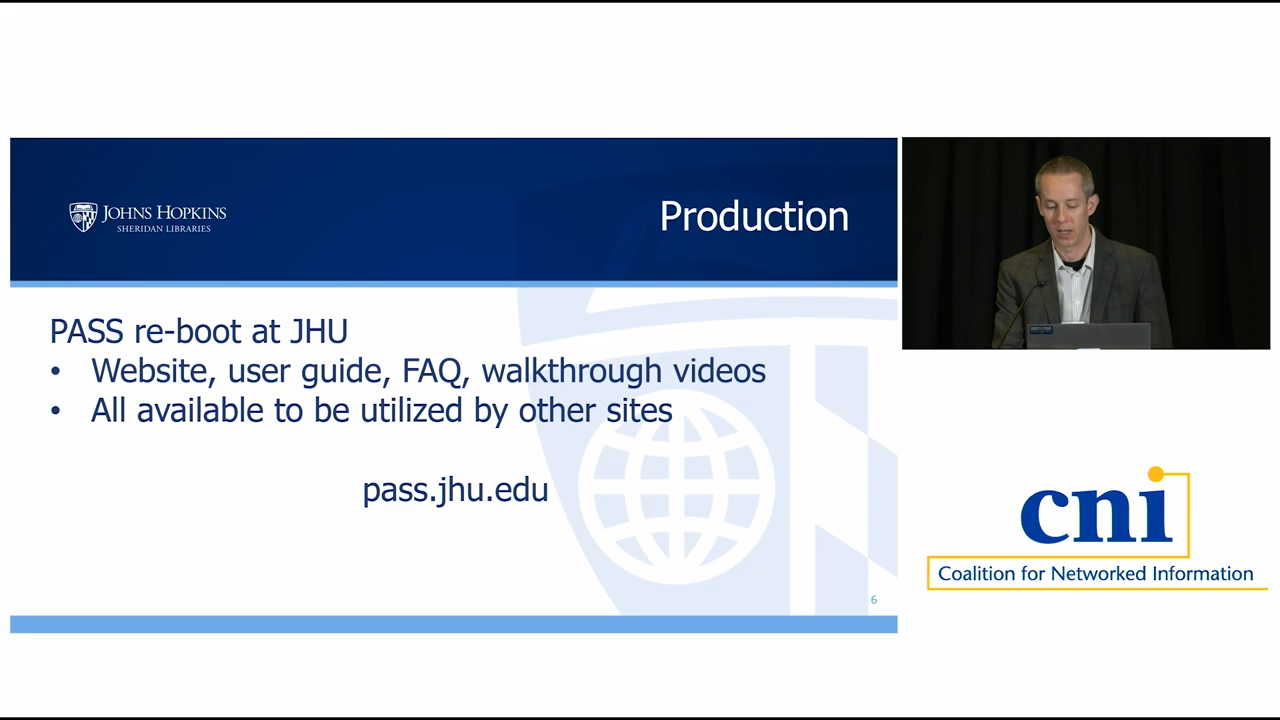 JOHNS HOPKINS
SHERIDAN LIBRARIES
Production
PASS re-boot at JHU
• Website, user guide, FAQ, walkthrough videos
• All available to be utilized by other sites
pass.jhu.edu
6
cni
Coalition for Networked Information